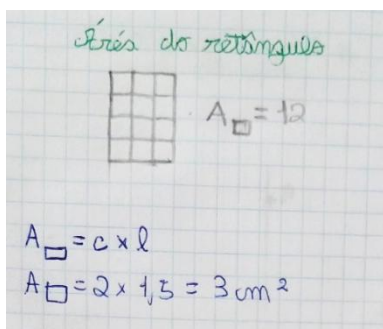 Área do retângulo
A▭ = 12
A▭ = c x l
A▭ = 2 x 1,5 = 3 cm²